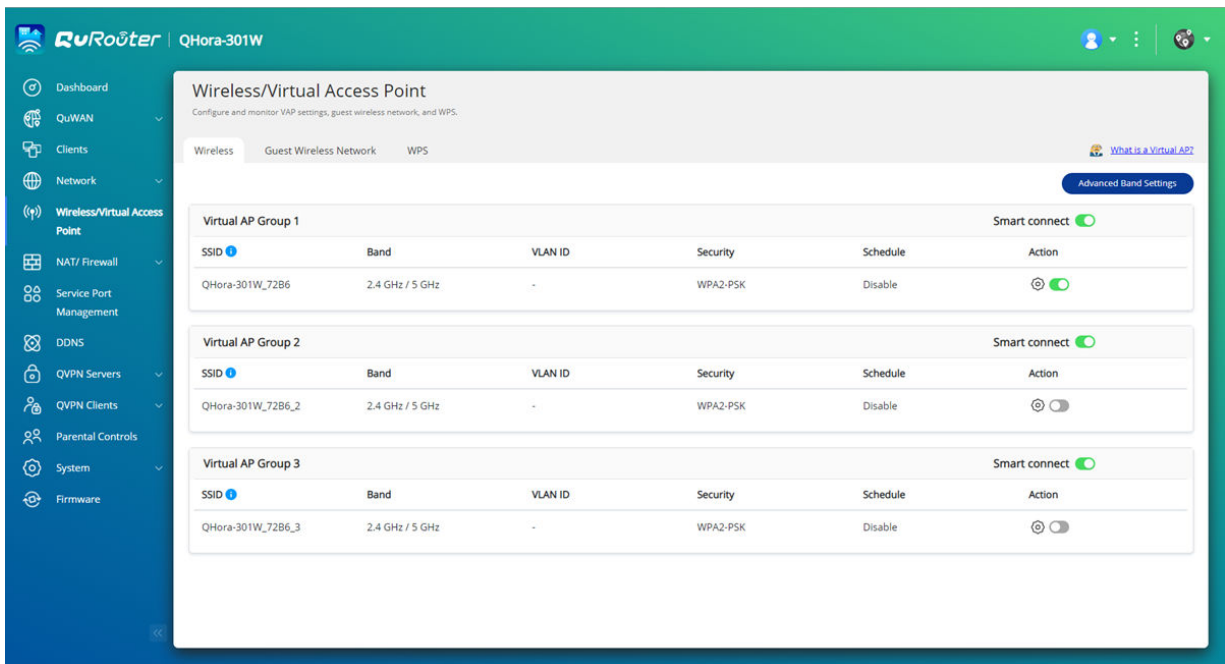 QuRouter | QHora-301W
Dashboard
QuWAN
Clients
Network
Wireless/Virtual Access
Point
NAT/ Firewall
Service Port
Management
DDNS
QVPN Servers
QVPN Clients
Parental Controls
System
Firmware
Wireless/Virtual Access Point
Configure and monitor VAP settings, guest wireless network, and WPS.
Wireless Guest Wireless Network WPS What is a Virtual AP?
Advanced Band Settings
Virtual AP Group 1 Smart connect
SSID Band VLAN ID Security Schedule Action
QHora-301W_72B6 2.4 GHz / 5 GHz - WPA2-PSK Disable
Virtual AP Group 2 Smart connect
SSID Band VLAN ID Security Schedule Action
QHora-301W_72B6_2 2.4 GHz / 5 GHz - WPA2-PSK Disable
Virtual AP Group 3 Smart connect
SSID Band VLAN ID Security Schedule Action
QHora-301W_72B6_3 2.4 GHz / 5 GHz - WPA2-PSK Disable